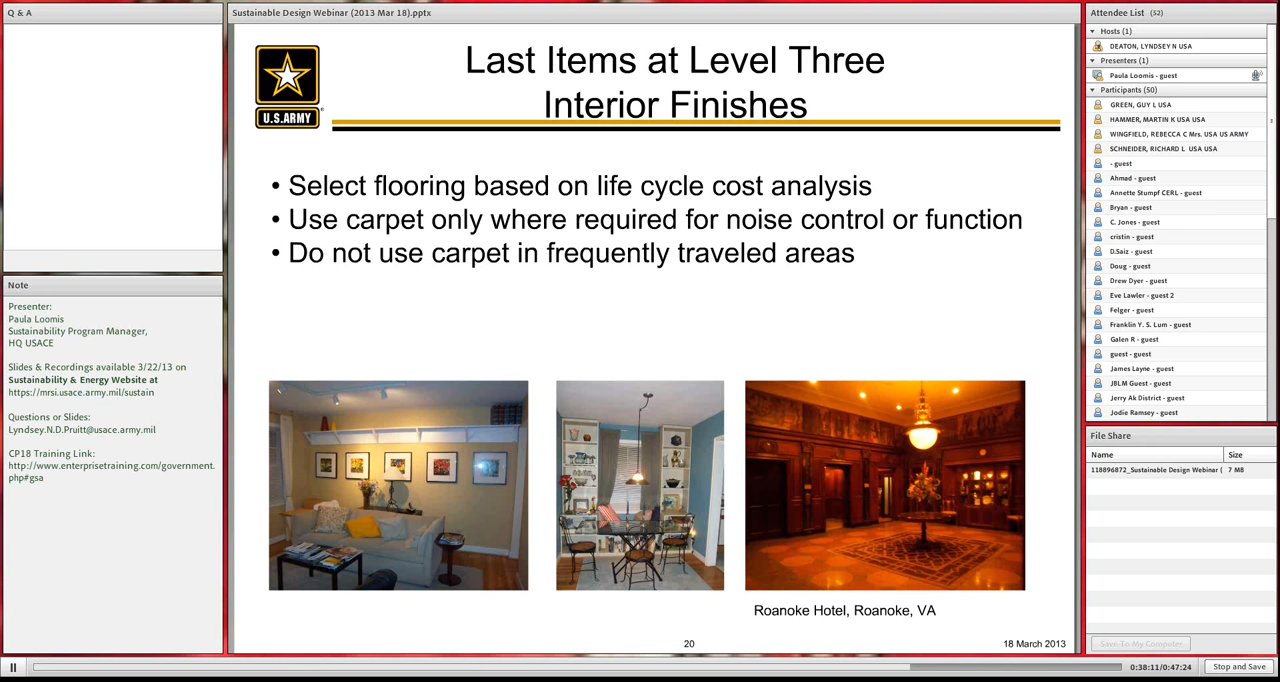 Q & A
Note
Presenter:
Paula Loomis
Sustainability Program Manager,
HQ USACE
Slides & Recordings available 3/22/13 on
Sustainability & Energy Website at
https://mrsi.usace.army.mil/sustain
Questions or Slides:
Lyndsey.N.D.Pruitt@usace.army.mil
CP18 Training Link:
http://www.enterprisetraining.com/government.
php#gsa
Sustainable Design Webinar (2013 Mar 18).pptx
U.S.ARMY
Last Items at Level Three
Interior Finishes
• Select flooring based on life cycle cost analysis
• Use carpet only where required for noise control or function
• Do not use carpet in frequently traveled areas
Roanoke Hotel, Roanoke, VA
20
18 March 2013
Attendee List (52)
Hosts (1)
DEATON, LYNDSEY N USA
Presenters (1)
Paula Loomis - guest
Participants (50)
GREEN, GUY L USA
HAMMER, MARTIN K USA USA
WINGFIELD, REBECCA C Mrs. USA US ARMY
SCHNEIDER, RICHARD L USA USA
- guest
Ahmad - guest
Annette Stumpf CERL - guest
Bryan - guest
C. Jones - guest
cristin - guest
D.Saiz - guest
Doug - guest
Drew Dyer - guest
Eve Lawler - guest 2
Felger - guest
Franklin Y. S. Lum - guest
Galen R - guest
guest - guest
James Layne - guest
JBLM Guest - guest
Jerry Ak District - guest
Jodie Ramsey - guest
File Share
Name Size
118896872_Sustainable Design Webinar ( 7 MB
Save To My Computer
0:38:11/0:47:24
Stop and Save